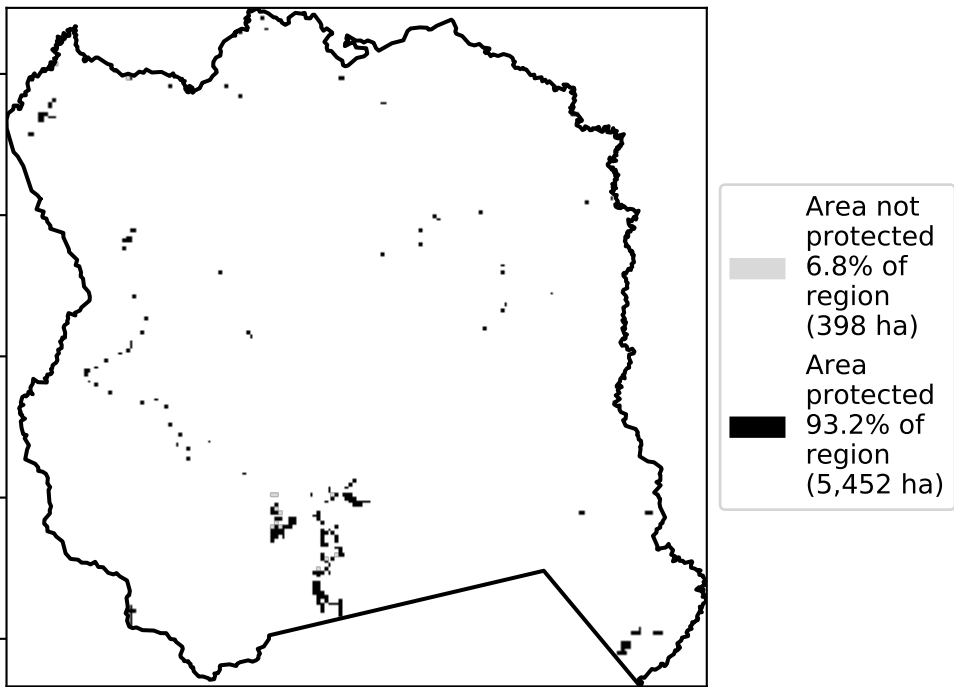 Area not
protected
6.8% of
region
(398 ha)
Area
protected
93.2% of
region
(5,452 ha)